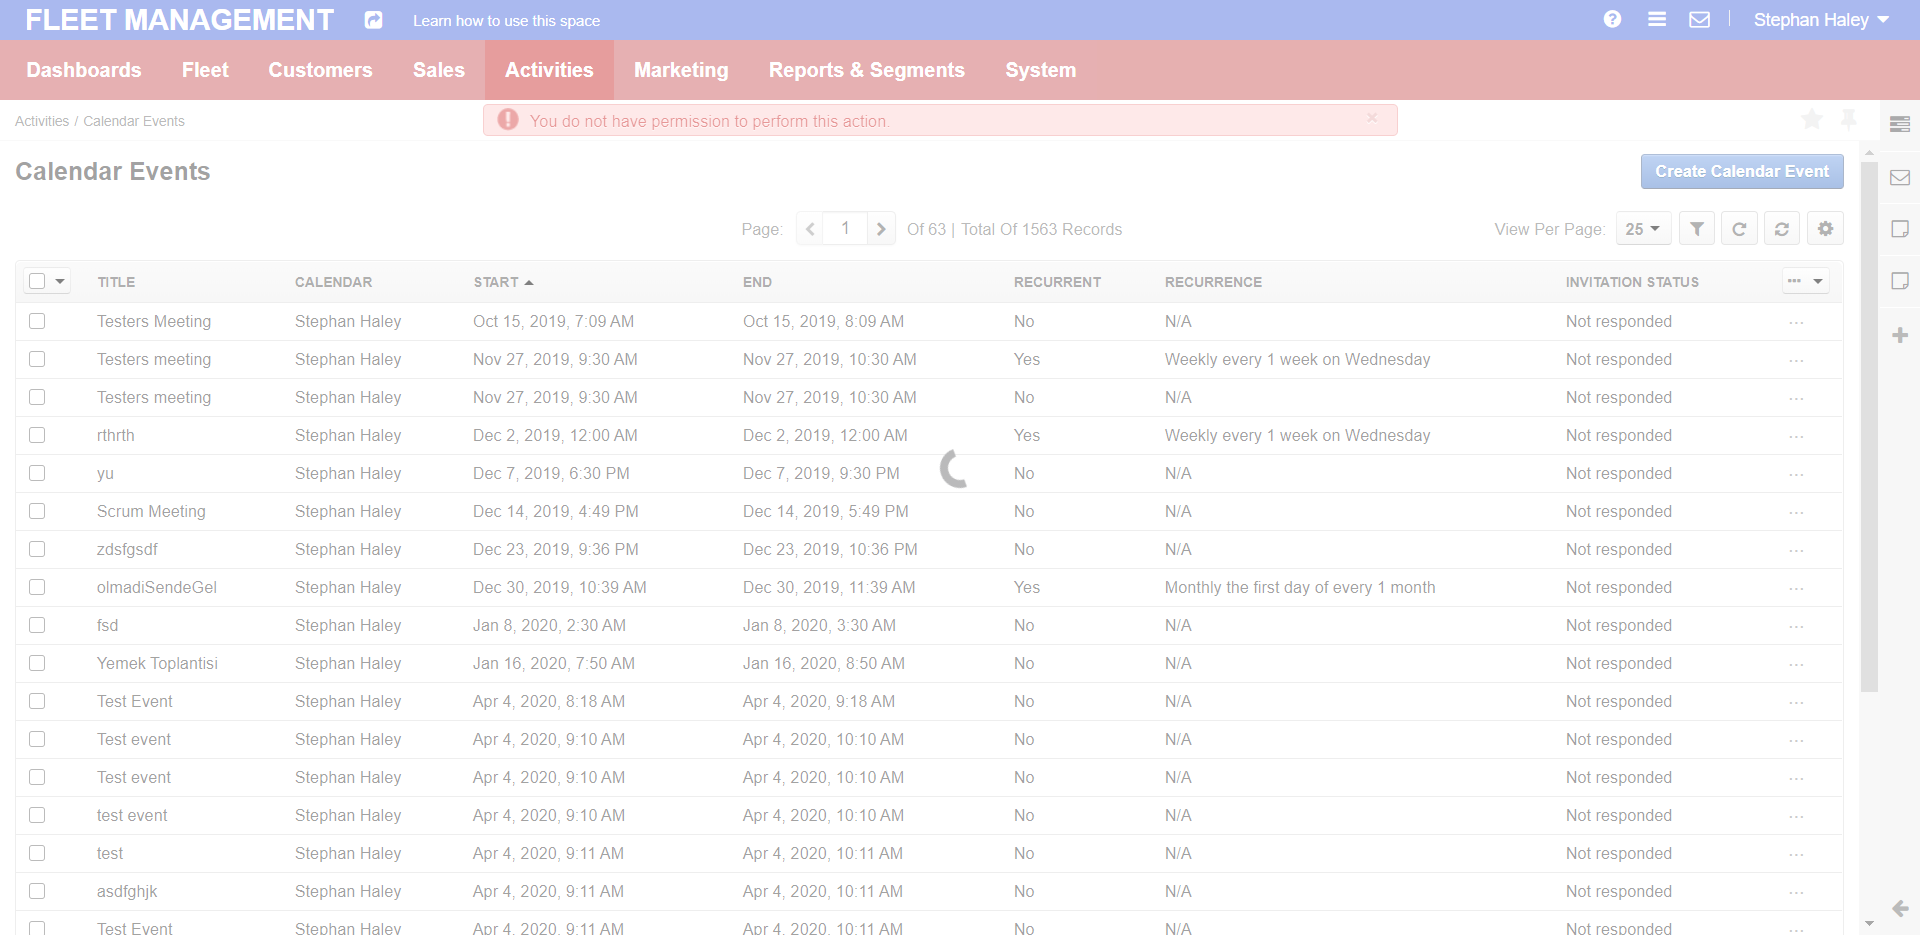 FLEET MANAGEMENT Learn how to use this space Stephan Haley
Dashboards Fleet Customers Sales Activities Marketing Reports & Segments System
Activities / Calendar Events
You do not have permission to perform this action. ×
Calendar Events Create Calendar Event
Page: 1 Of 63 | Total Of 1563 Records View Per Page: 25
TITLE CALENDAR START END RECURRENT RECURRENCE INVITATION STATUS
Testers Meeting Stephan Haley Oct 15, 2019, 7:09 AM Oct 15, 2019, 8:09 AM No N/A Not responded ...
Testers meeting Stephan Haley Nov 27, 2019, 9:30 AM Nov 27, 2019, 10:30 AM Yes Weekly every 1 week on Wednesday Not responded ...
Testers meeting Stephan Haley Nov 27, 2019, 9:30 AM Nov 27, 2019, 10:30 AM No N/A Not responded ...
rthrth Stephan Haley Dec 2, 2019, 12:00 AM Dec 2, 2019, 12:00 AM Yes Weekly every 1 week on Wednesday Not responded ...
yu Stephan Haley Dec 7, 2019, 6:30 PM Dec 7, 2019, 9:30 PM No N/A Not responded ...
Scrum Meeting Stephan Haley Dec 14, 2019, 4:49 PM Dec 14, 2019, 5:49 PM No N/A Not responded ...
zdsfgsdf Stephan Haley Dec 23, 2019, 9:36 PM Dec 23, 2019, 10:36 PM No N/A Not responded ...
olmadiSendeGel Stephan Haley Dec 30, 2019, 10:39 AM Dec 30, 2019, 11:39 AM Yes Monthly the first day of every 1 month Not responded ...
fsd Stephan Haley Jan 8, 2020, 2:30 AM Jan 8, 2020, 3:30 AM No N/A Not responded ...
Yemek Toplantisi Stephan Haley Jan 16, 2020, 7:50 AM Jan 16, 2020, 8:50 AM No N/A Not responded ...
Test Event Stephan Haley Apr 4, 2020, 8:18 AM Apr 4, 2020, 9:18 AM No N/A Not responded ...
Test event Stephan Haley Apr 4, 2020, 9:10 AM Apr 4, 2020, 10:10 AM No N/A Not responded ...
Test event Stephan Haley Apr 4, 2020, 9:10 AM Apr 4, 2020, 10:10 AM No N/A Not responded ...
test event Stephan Haley Apr 4, 2020, 9:10 AM Apr 4, 2020, 10:10 AM No N/A Not responded ...
test Stephan Haley Apr 4, 2020, 9:11 AM Apr 4, 2020, 10:11 AM No N/A Not responded ...
asdfghjk Stephan Haley Apr 4, 2020, 9:11 AM Apr 4, 2020, 10:11 AM No N/A Not responded ...
Test Event Stephan Haley Apr 4, 2020, 9:11 AM Apr 4, 2020, 10:11 AM No N/A Not responded ...